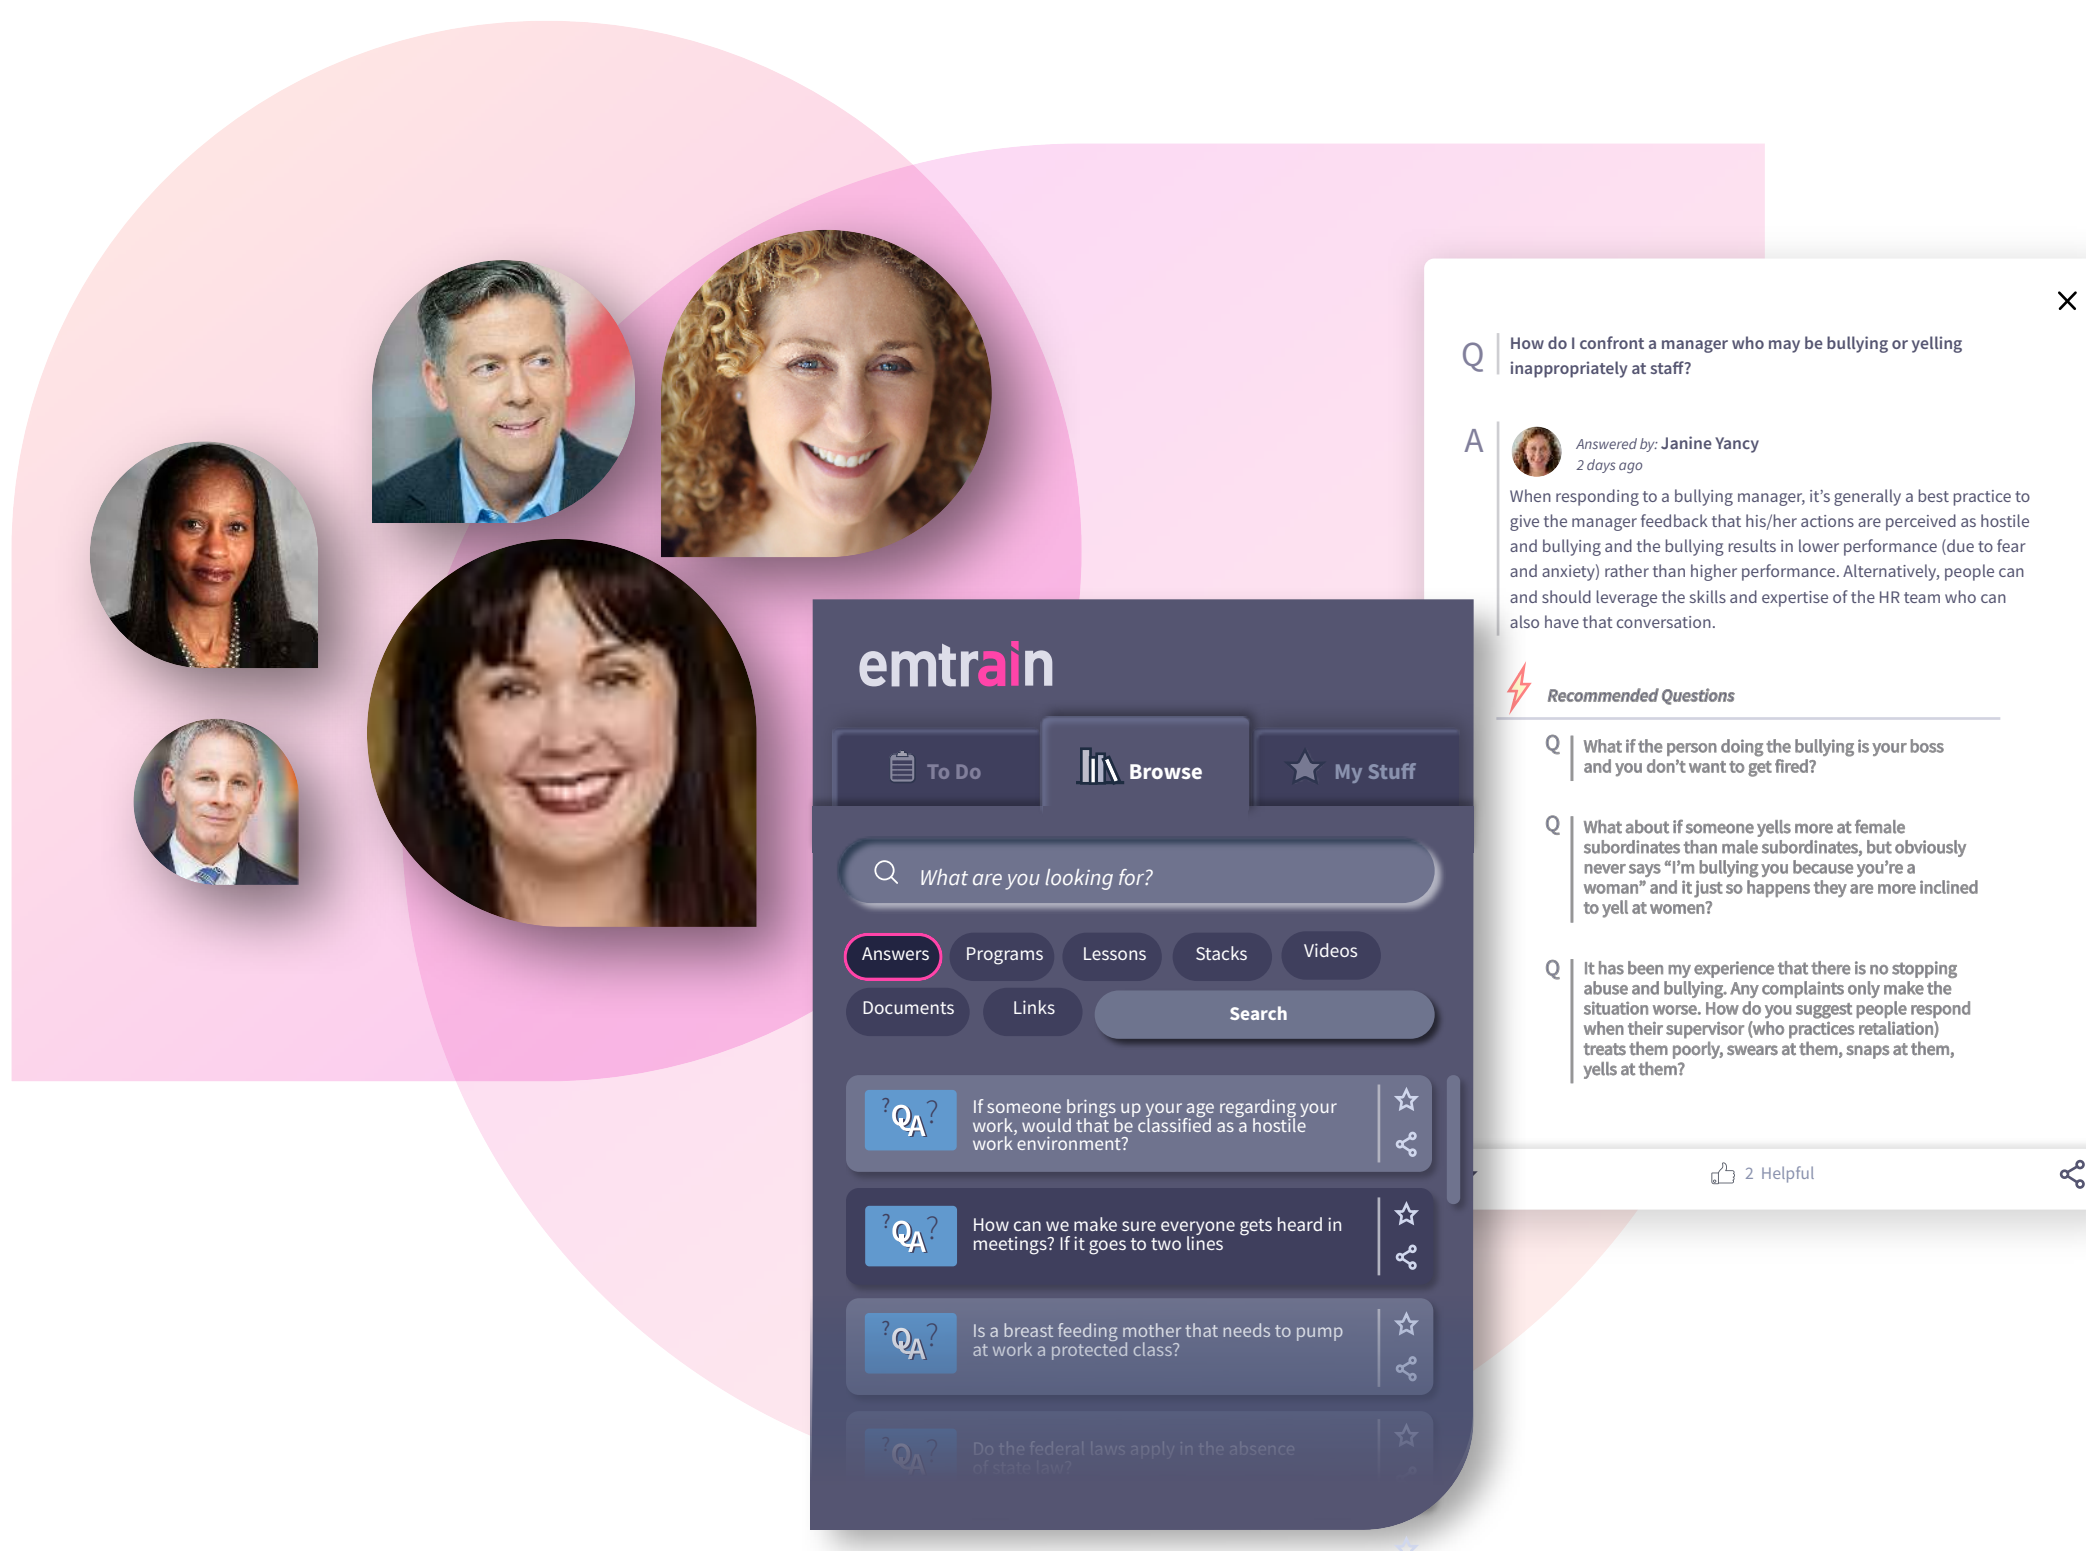 emtrain
To Do
Browse
My Stuff
What are you looking for?
Answers
Programs
Lessons
Stacks
Videos
Documents
Links
Search
?QA?
If someone brings up your age regarding your
work, would that be classified as a hostile
work environment?
?QA?
How can we make sure everyone gets heard in
meetings? If it goes to two lines
?QA?
Is a breast feeding mother that needs to pump
at work a protected class?
?QA?
Do the federal laws apply in the absence
of state law?
Q
How do I confront a manager who may be bullying or yelling
inappropriately at staff?
A
Answered by: Janine Yancy
2 days ago
When responding to a bullying manager, it’s generally a best practice to
give the manager feedback that his/her actions are perceived as hostile
and bullying and the bullying results in lower performance (due to fear
and anxiety) rather than higher performance. Alternatively, people can
and should leverage the skills and expertise of the HR team who can
also have that conversation.
Recommended Questions
Q
What if the person doing the bullying is your boss
and you don’t want to get fired?
Q
What about if someone yells more at female
subordinates than male subordinates, but obviously
never says “I’m bullying you because you’re a
woman” and it just so happens they are more inclined
to yell at women?
Q
It has been my experience that there is no stopping
abuse and bullying. Any complaints only make the
situation worse. How do you suggest people respond
when their supervisor (who practices retaliation)
treats them poorly, swears at them, snaps at them,
yells at them?
2 Helpful